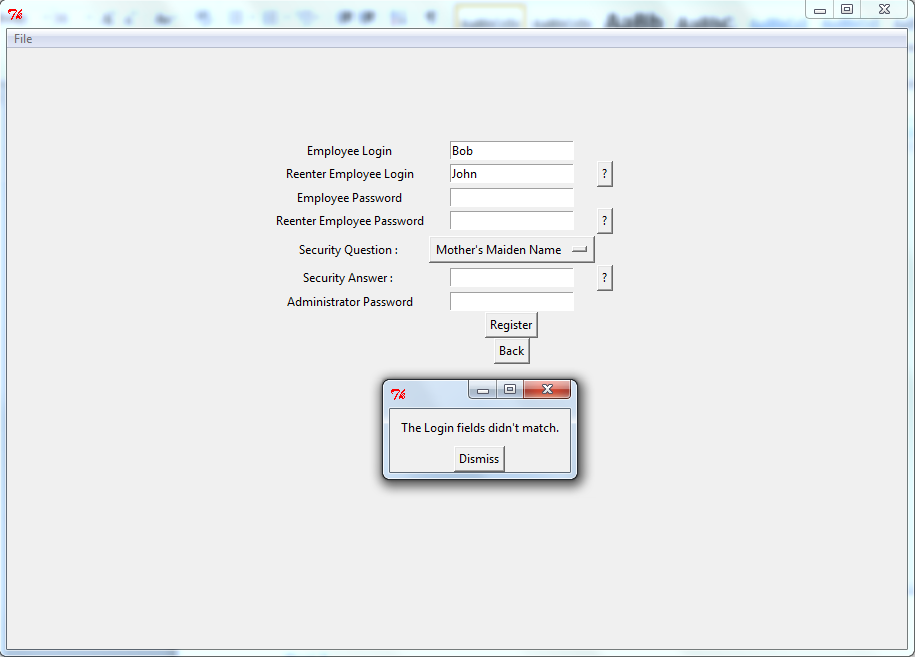 File
Employee Login Bob
Reenter Employee Login John ?
Employee Password
Reenter Employee Password ?
Security Question : Mother's Maiden Name
Security Answer : ?
Administrator Password
Register
Back
The Login fields didn't match.
Dismiss